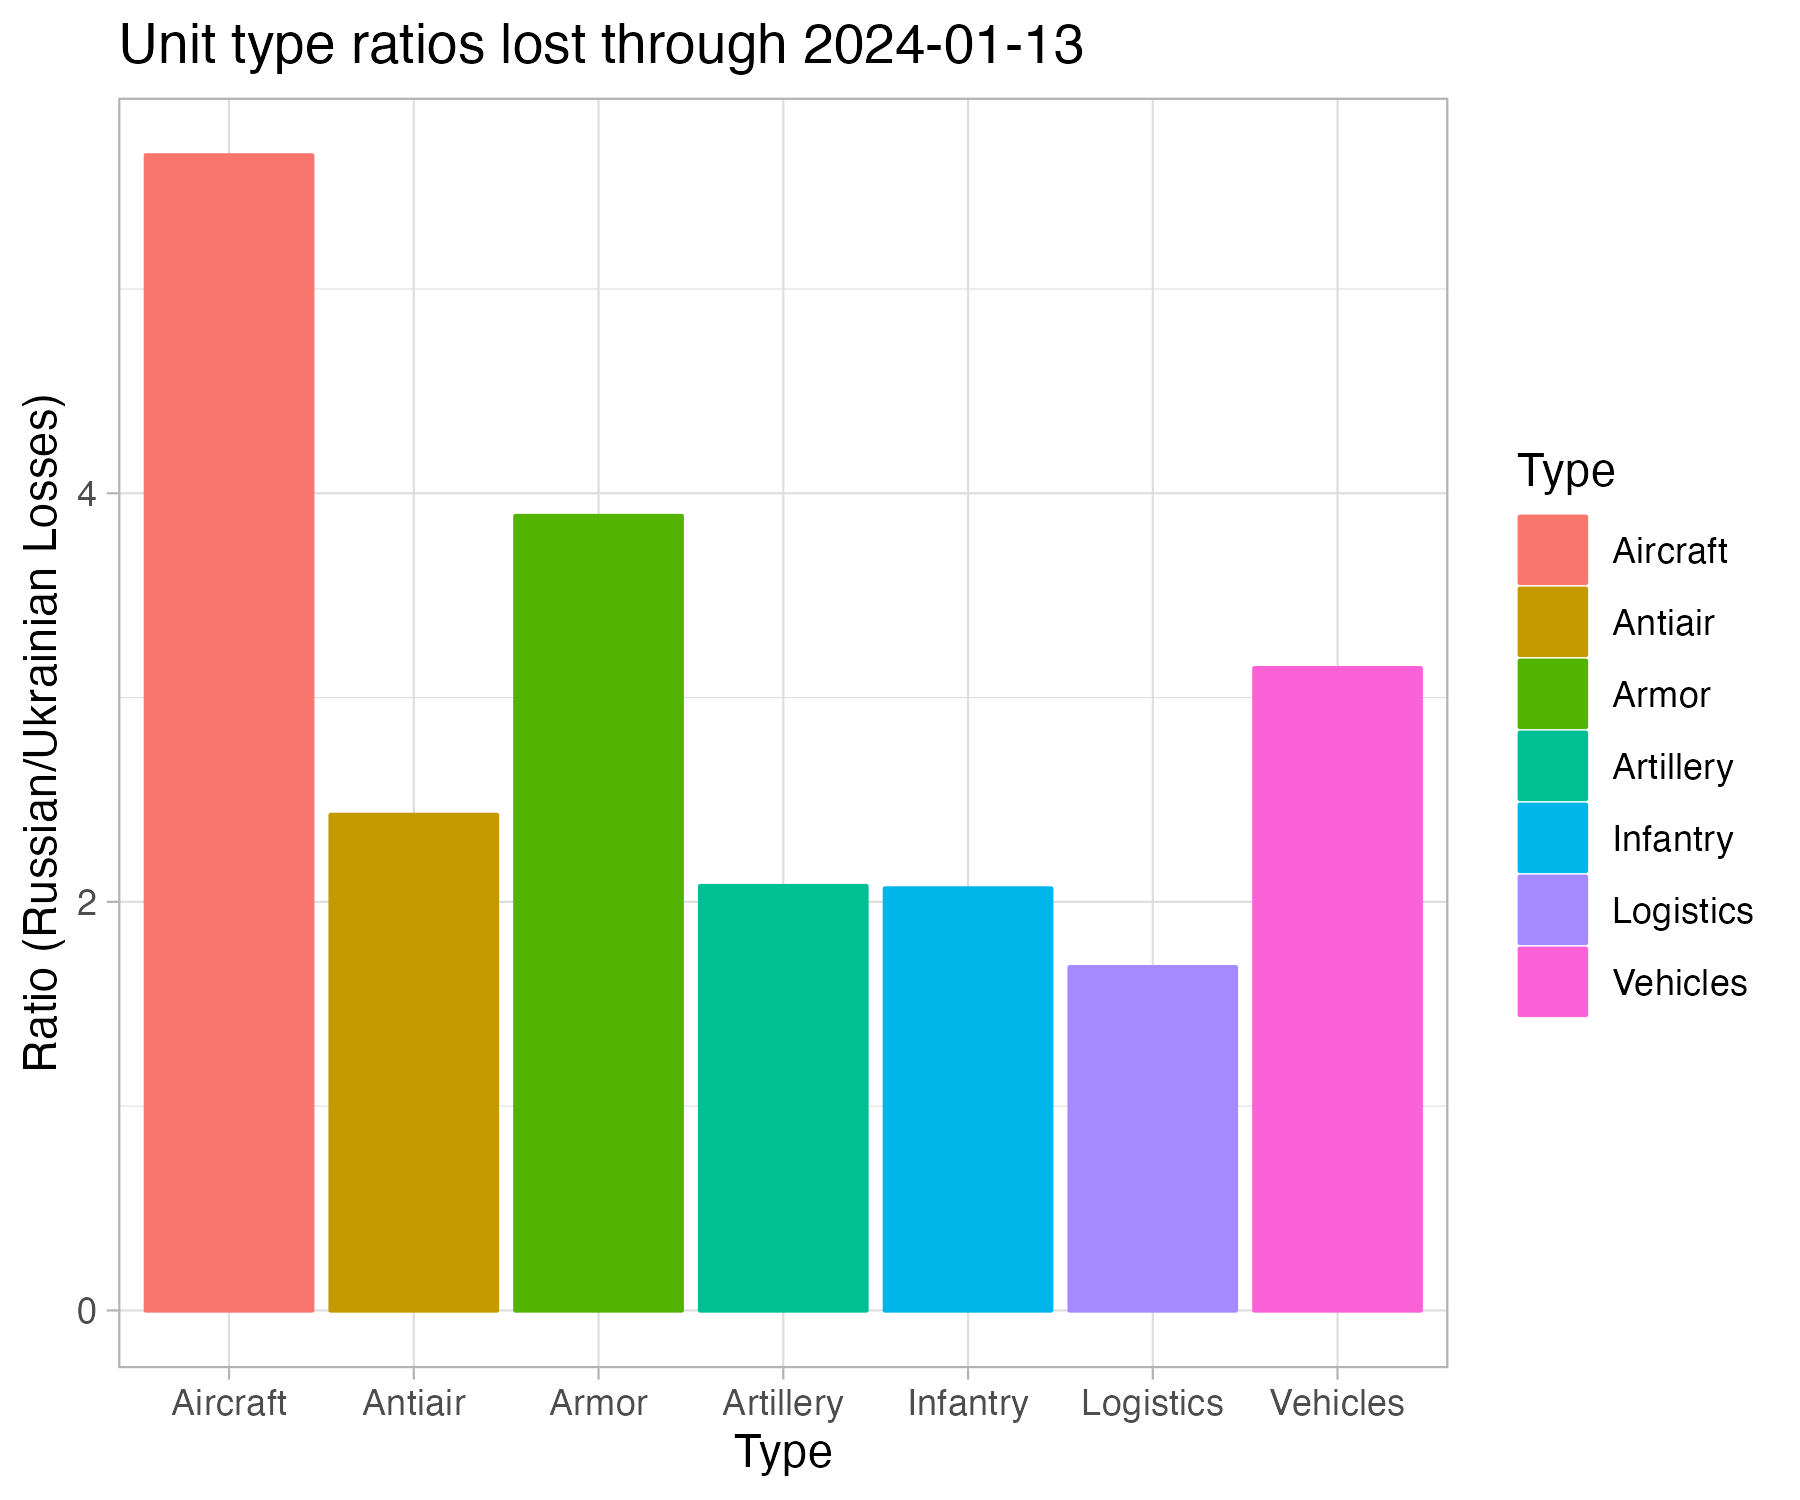 Unit type ratios lost through 2024-01-13
Ratio (Russian/Ukrainian Losses)
4
2
0
Aircraft
Antiair
Armor
Artillery
Infantry
Logistics
Vehicles
Type
Type
Aircraft
Antiair
Armor
Artillery
Infantry
Logistics
Vehicles